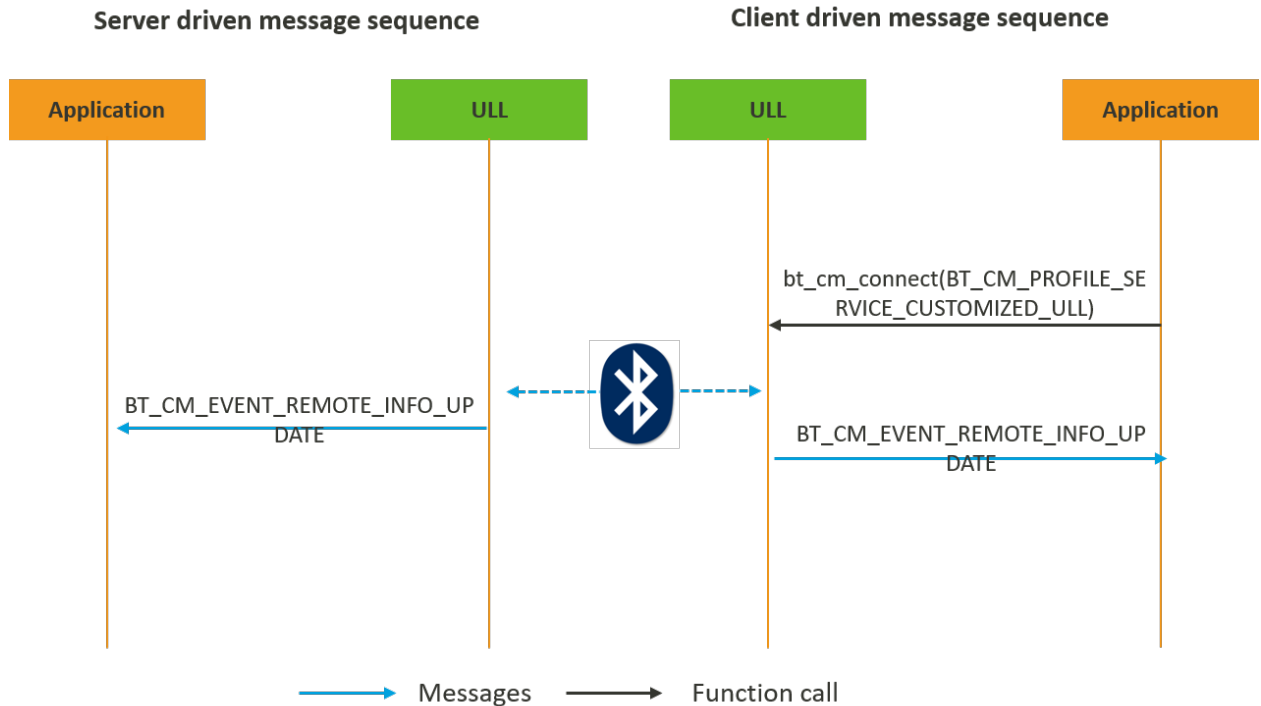 Server driven message sequence
Client driven message sequence
Application
ULL
ULL
Application
bt_cm_connect(BT_CM_PROFILE_SE
RVICE_CUSTOMIZED_ULL)
BT_CM_EVENT_REMOTE_INFO_UP
DATE
BT_CM_EVENT_REMOTE_INFO_UP
DATE
Messages
Function call